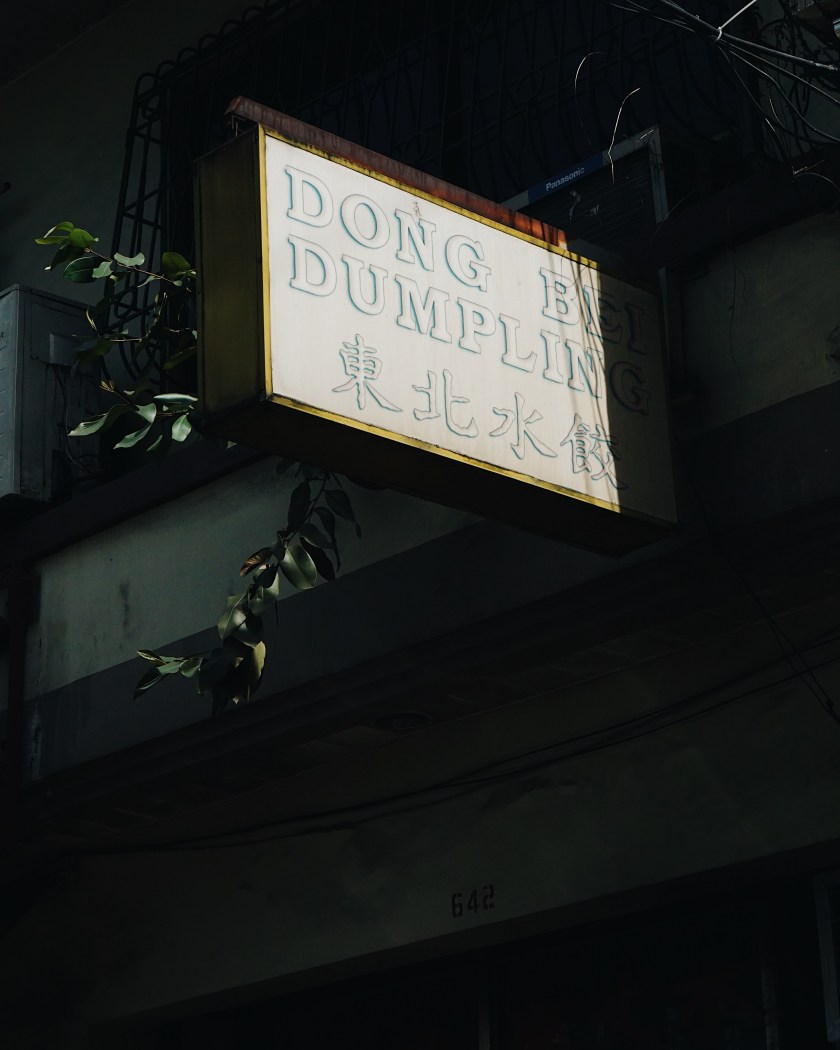 Panasonic
DONG BEI
DUMPLING
東北水餃
642